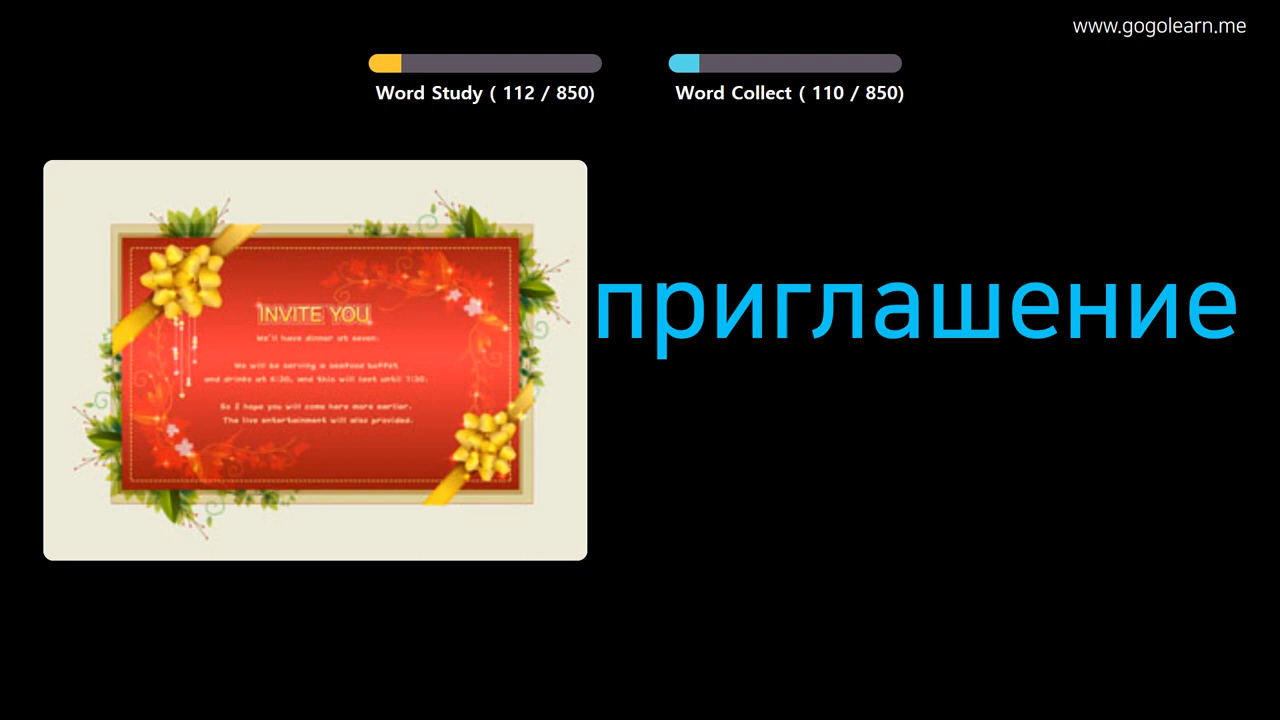 www.gogolearn.me
Word Study ( 112 / 850)
Word Collect ( 110 / 850)
INVITE YOU
We'll have dinner at seven.
We will be serving a seafood buffet
and drinks at 6:30, and this will last until 7:30.
So I hope you will come here more earlier.
The live entertainment will also provided.
приглашение